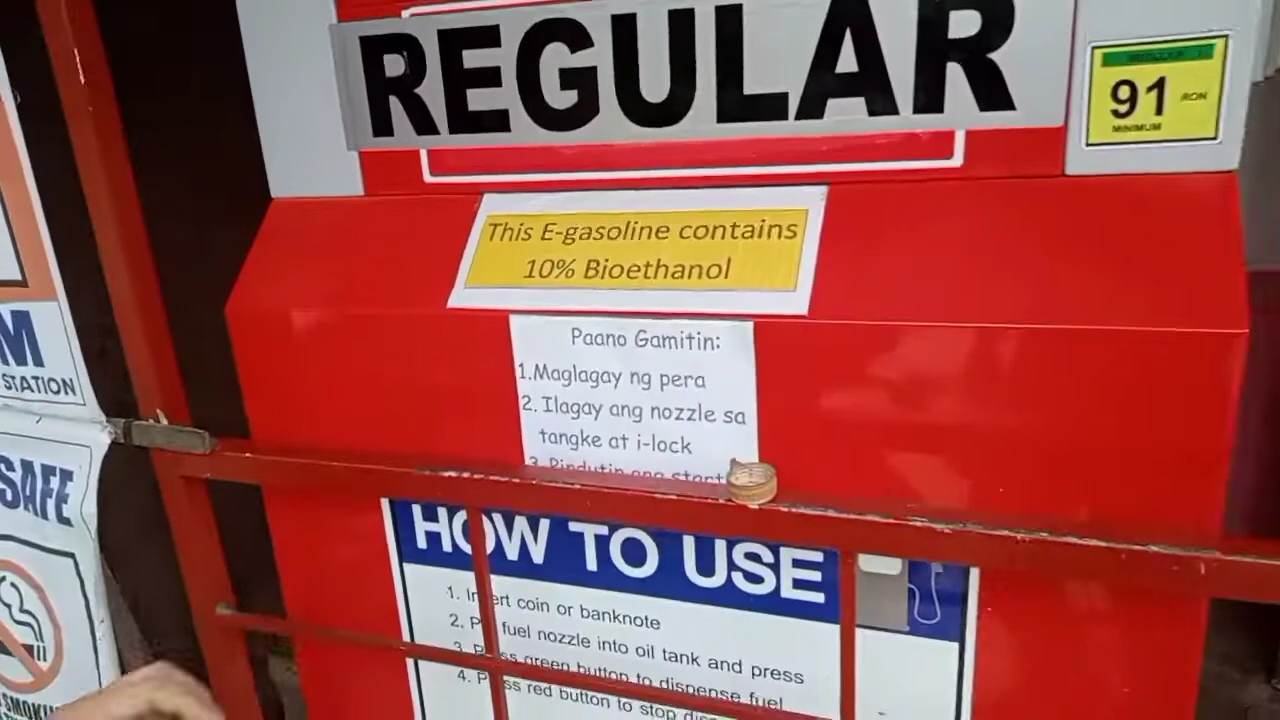 REGULAR
91 RON
MINIMUM
This E-gasoline contains
10% Bioethanol
Paano Gamitin:
1.Maglagay ng pera
2. Ilagay ang nozzle sa
tangke at i-lock
3. Pindutin ang start
M
STATION
SAFE
SMOKI
HOW TO USE
1. Insert coin or banknote
2. Put fuel nozzle into oil tank and press
3. Press green button to dispense fuel
4. Press red button to stop